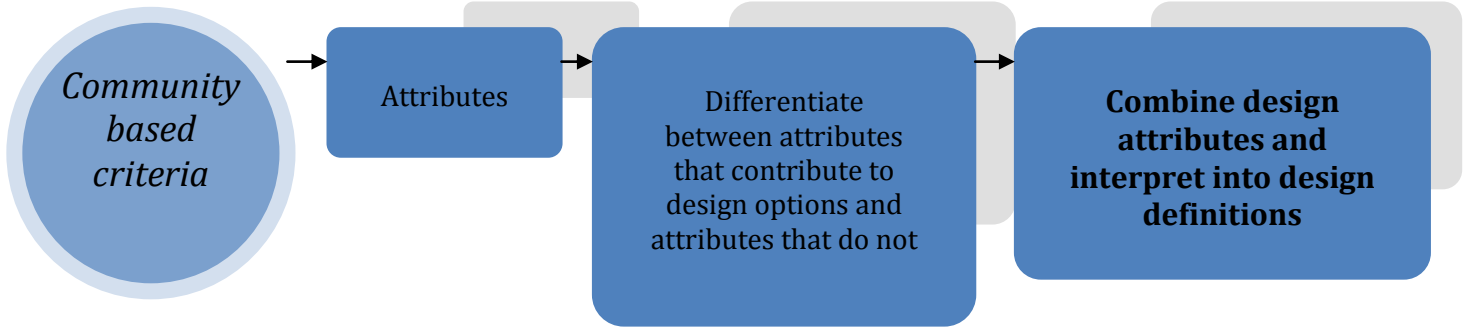 Community
based
criteria
Attributes
Differentiate
between attributes
that contribute to
design options and
attributes that do not
Combine design
attributes and
interpret into design
definitions